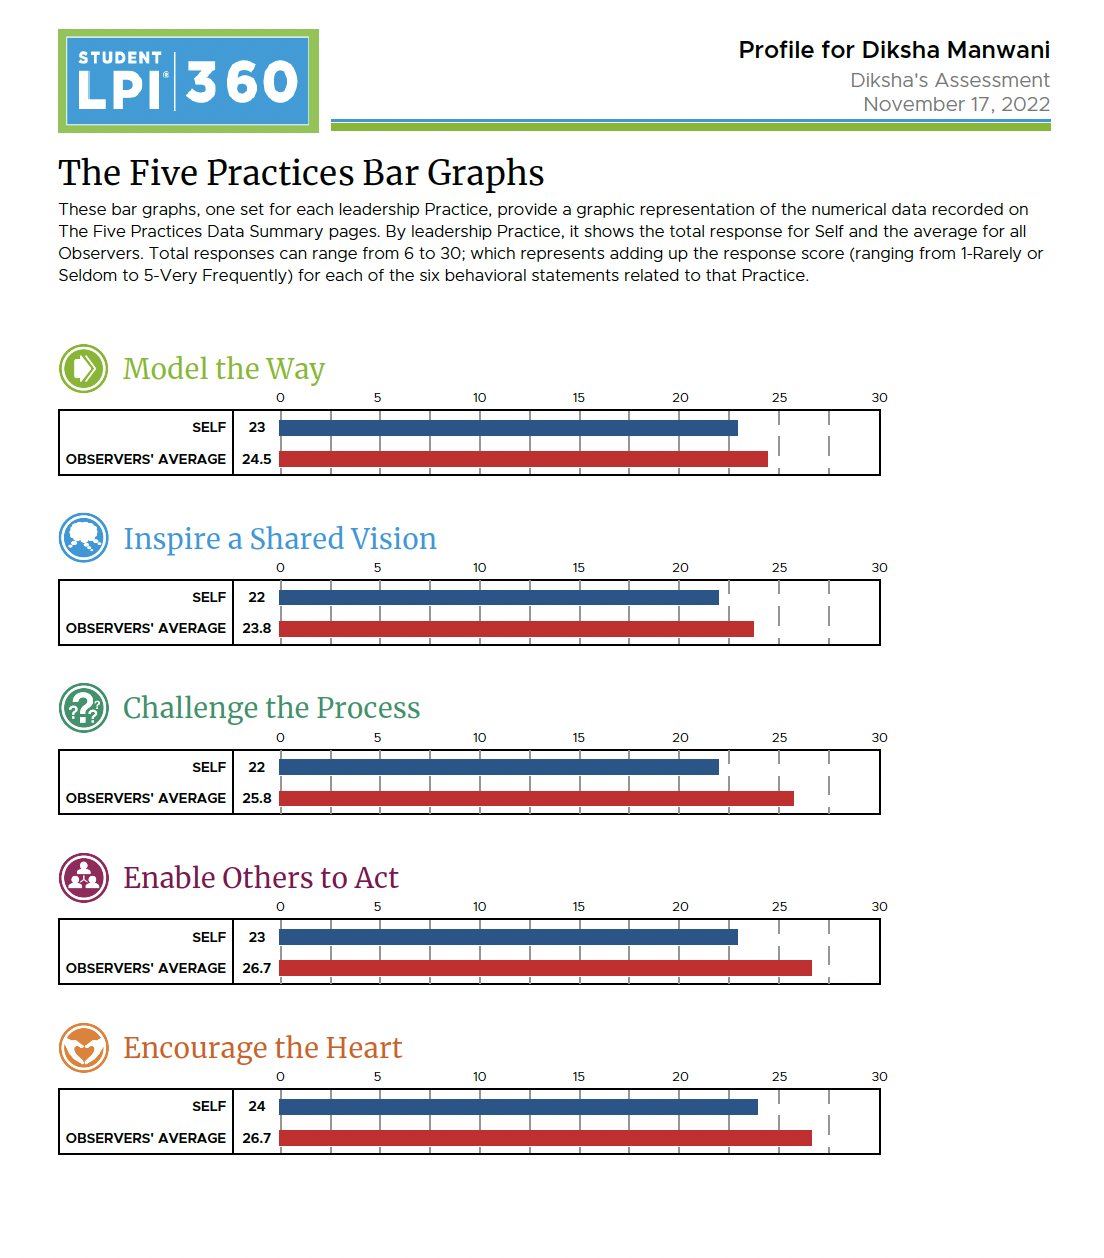 STUDENT
LPI® 360
Profile for Diksha Manwani
Diksha's Assessment
November 17, 2022
The Five Practices Bar Graphs
These bar graphs, one set for each leadership Practice, provide a graphic representation of the numerical data recorded on
The Five Practices Data Summary pages. By leadership Practice, it shows the total response for Self and the average for all
Observers. Total responses can range from 6 to 30; which represents adding up the response score (ranging from 1-Rarely or
Seldom to 5-Very Frequently) for each of the six behavioral statements related to that Practice.
Model the Way
0 5 10 15 20 25 30
SELF 23
OBSERVERS' AVERAGE 24.5
Inspire a Shared Vision
0 5 10 15 20 25 30
SELF 22
OBSERVERS' AVERAGE 23.8
? ? ? ? Challenge the Process
0 5 10 15 20 25 30
SELF 22
OBSERVERS' AVERAGE 25.8
Enable Others to Act
0 5 10 15 20 25 30
SELF 23
OBSERVERS' AVERAGE 26.7
Encourage the Heart
0 5 10 15 20 25 30
SELF 24
OBSERVERS' AVERAGE 26.7